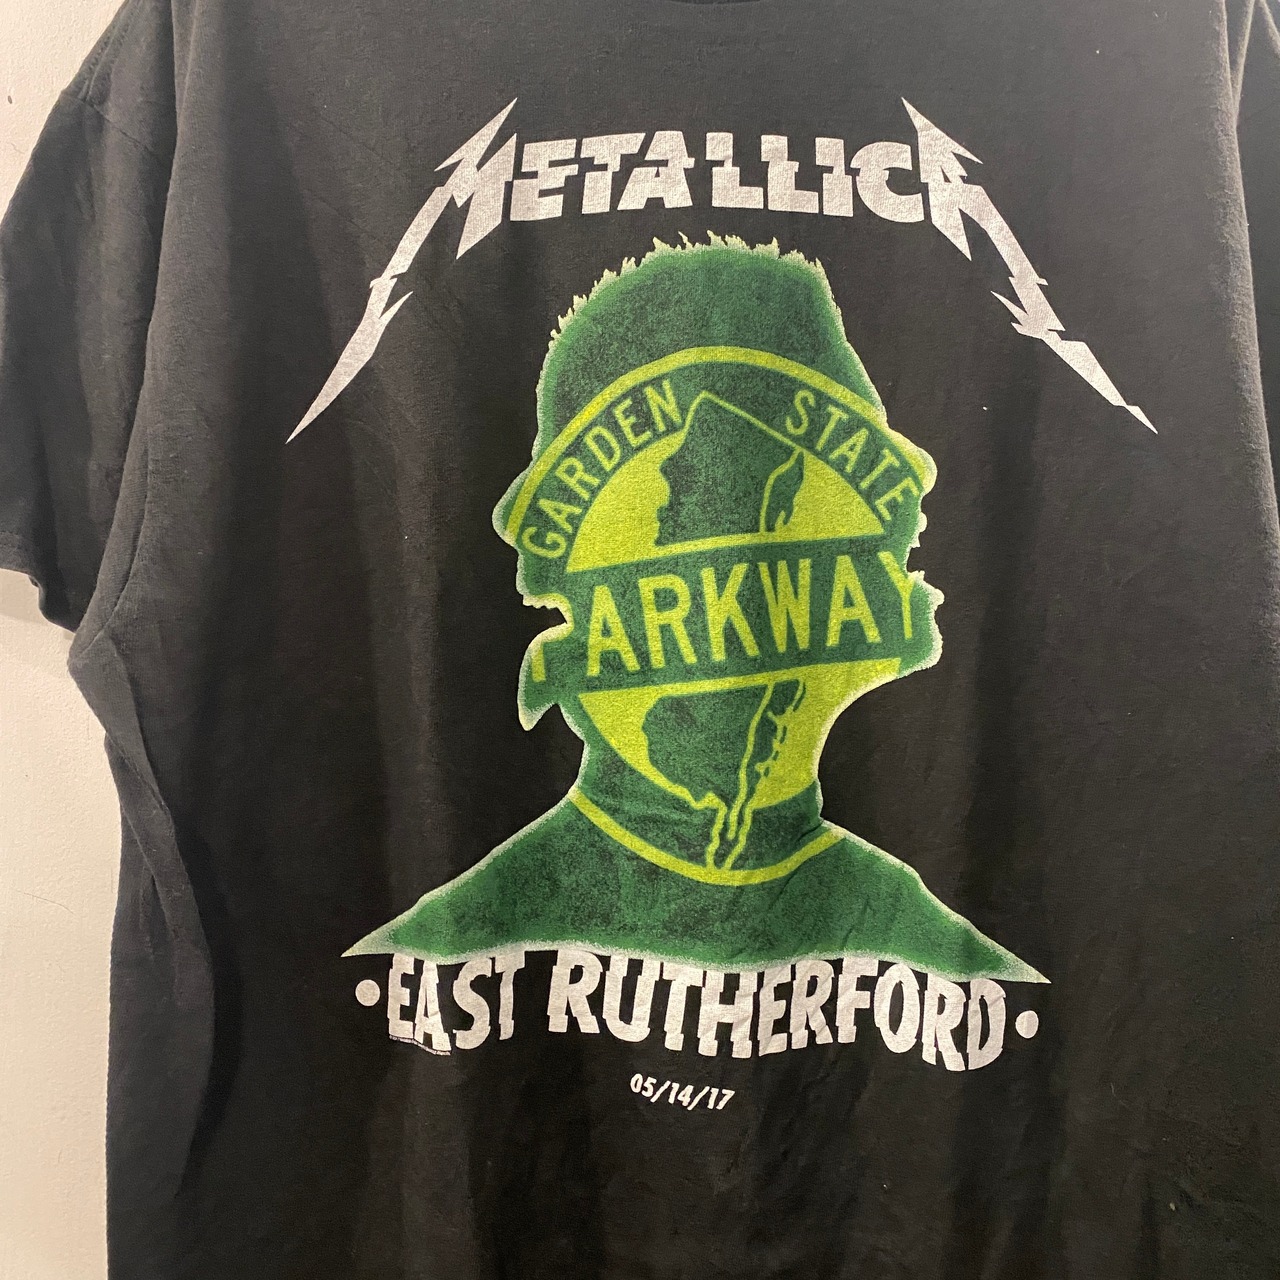 METALLICA
GARDEN STATE
PARKWAY
•EAST RUTHERFORD•
05/14/17